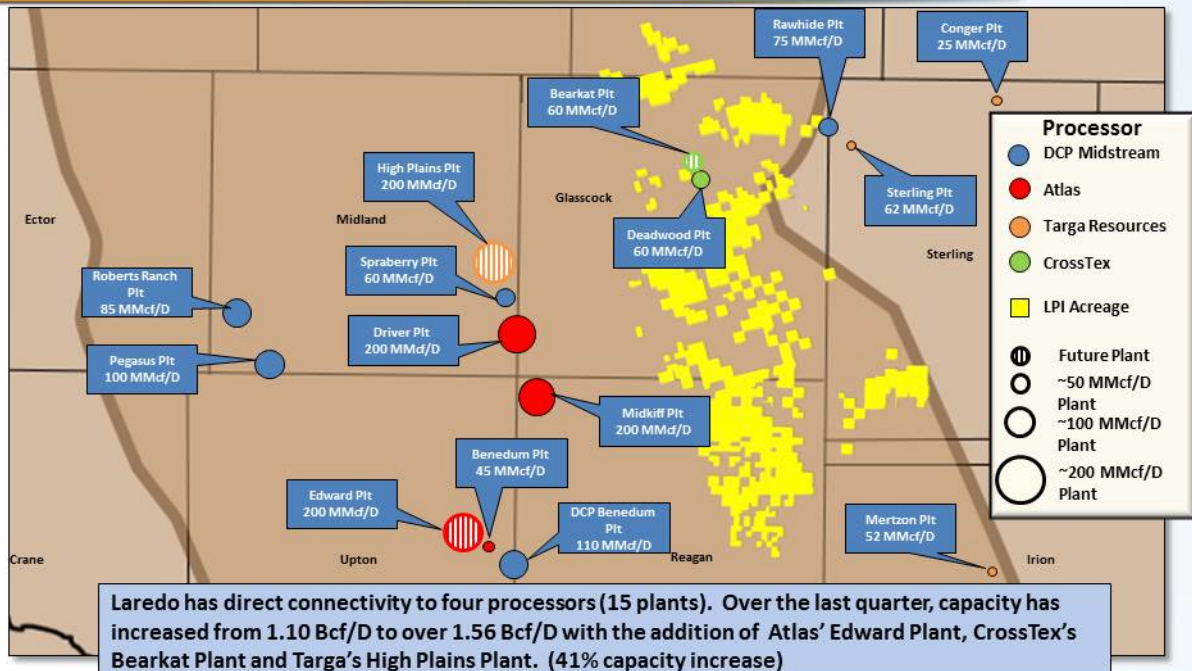 Rawhide Plt
75 MMcf/D
Conger Plt
25 MMcf/D
Bearkat Plt
60 MMcf/D
Processor
DCP Midstream
Atlas
Targa Resources
CrossTex
LPI Acreage
Future Plant
~50 MMcf/D
Plant
~100 MMcf/D
Plant
~200 MMcf/D
Plant
High Plains Plt
200 MMcf/D
Glasscock
Sterling Plt
62 MMcf/D
Ector
Midland
Deadwood Plt
60 MMcf/D
Sterling
Spraberry Plt
60 MMcf/D
Roberts Ranch
Plt
85 MMcf/D
Driver Plt
200 MMcf/D
Pegasus Plt
100 MMcf/D
Midkiff Plt
200 MMcf/D
Benedum Plt
45 MMcf/D
Edward Plt
200 MMcf/D
DCP Benedum
Plt
110 MMcf/D
Mertzon Plt
52 MMcf/D
Crane
Upton
Reagan
Irion
Laredo has direct connectivity to four processors (15 plants). Over the last quarter, capacity has
increased from 1.10 Bcf/D to over 1.56 Bcf/D with the addition of Atlas' Edward Plant, CrossTex's
Bearkat Plant and Targa's High Plains Plant. (41% capacity increase)